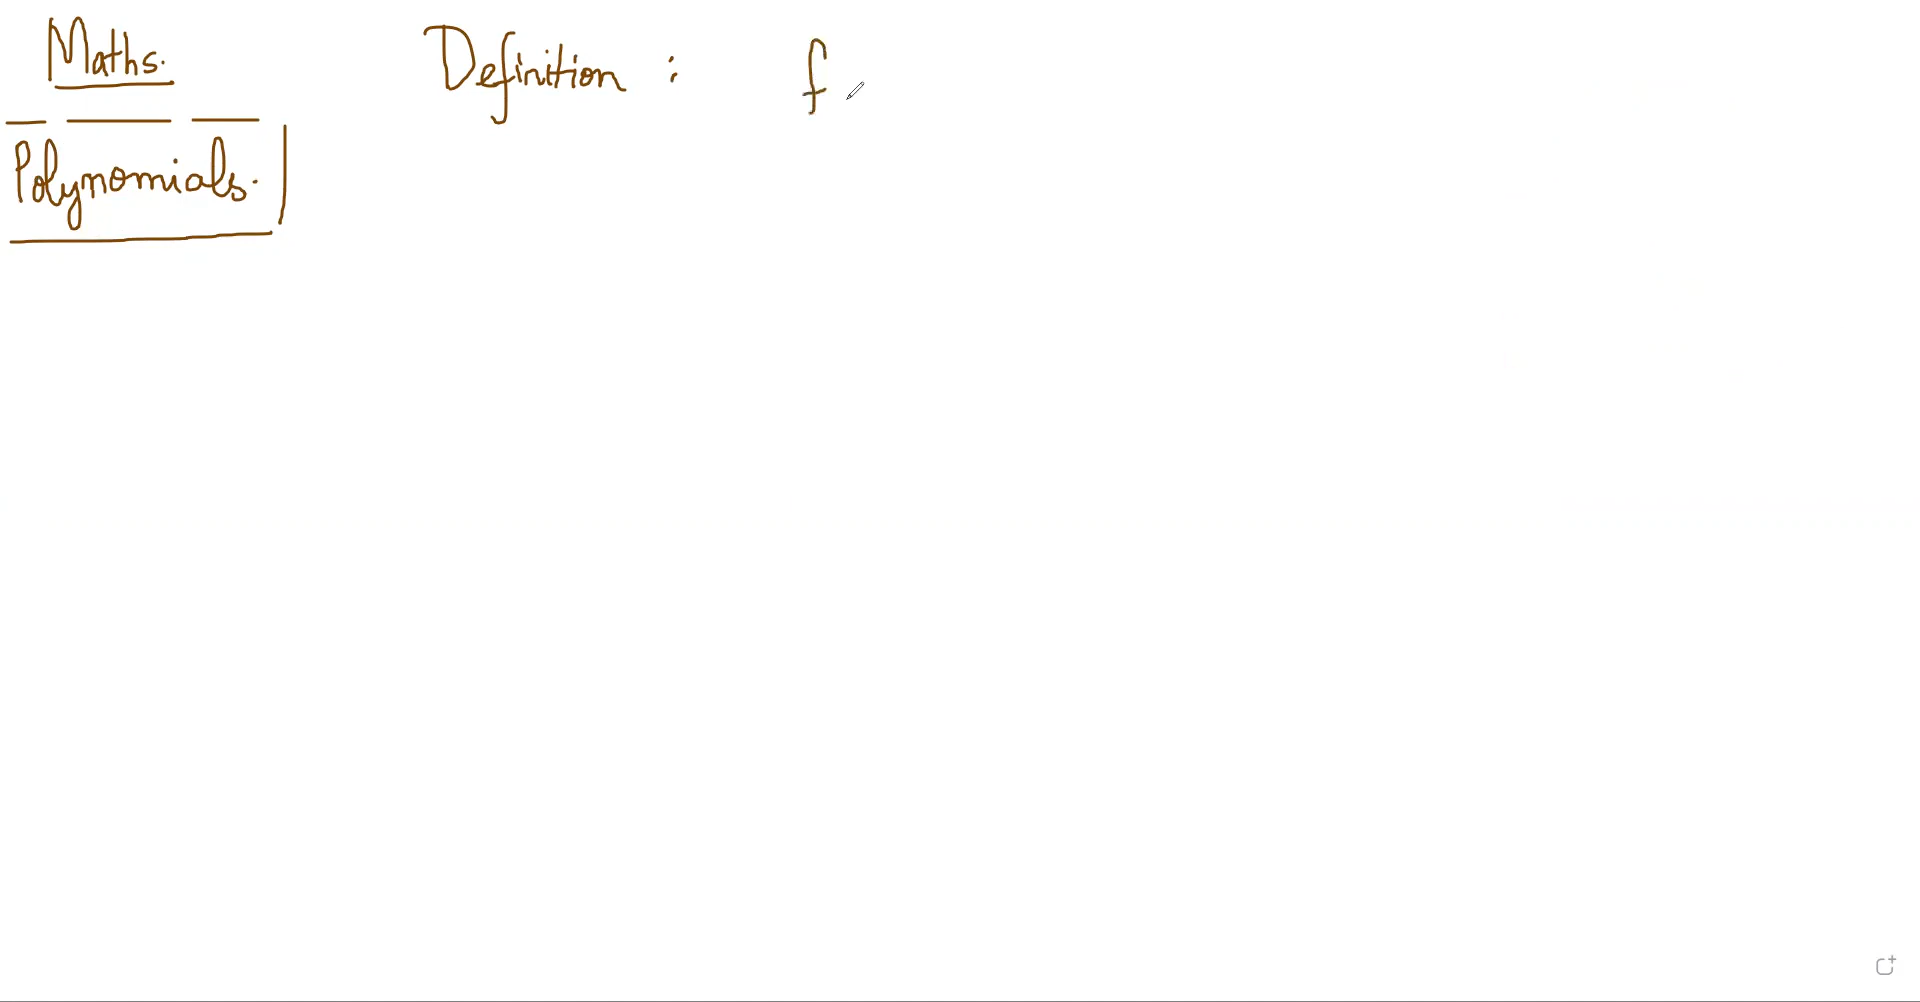 Maths.
Definition : f
Polynomials.